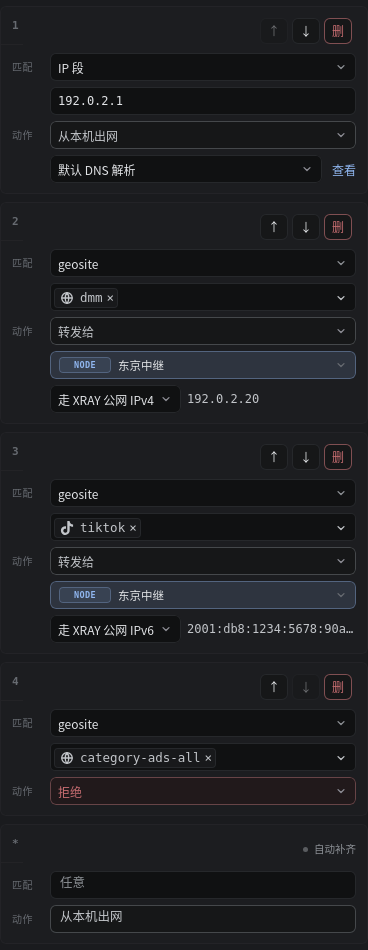 1 ↑ ↓ 删
匹配 IP 段
192.0.2.1
动作 从本机出网
默认 DNS 解析 查看
2 ↑ ↓ 删
匹配 geosite
dmm ×
动作 转发给
NODE 东京中继
走 XRAY 公网 IPv4 192.0.2.20
3 ↑ ↓ 删
匹配 geosite
tiktok ×
动作 转发给
NODE 东京中继
走 XRAY 公网 IPv6 2001:db8:1234:5678:90a…
4 ↑ ↓ 删
匹配 geosite
category-ads-all ×
动作 拒绝
* 自动补齐
匹配 任意
动作 从本机出网